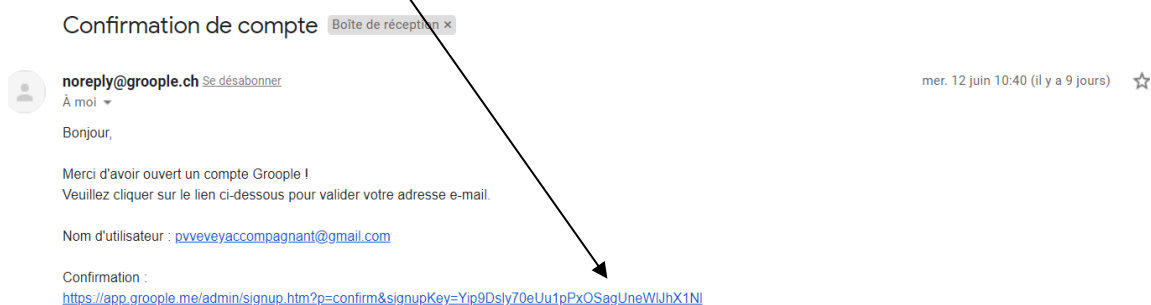 Confirmation de compte Boîte de réception ×
noreply@groople.ch Se désabonner mer. 12 juin 10:40 (il y a 9 jours)
À moi
Bonjour,
Merci d'avoir ouvert un compte Groople !
Veuillez cliquer sur le lien ci-dessous pour valider votre adresse e-mail.
Nom d'utilisateur : pvveveyaccompagnant@gmail.com
Confirmation :
https://app.groople.me/admin/signup.htm?p=confirm&signupKey=Yip9Dsly70eUu1pPxOSagUneWlJhX1Nl